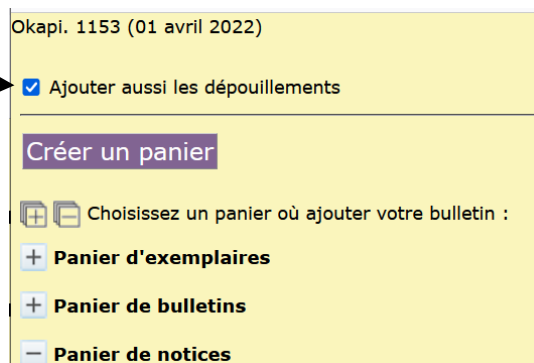 Okapi. 1153 (01 avril 2022)
Ajouter aussi les dépouillements
Créer un panier
Choisissez un panier où ajouter votre bulletin :
Panier d'exemplaires
Panier de bulletins
Panier de notices